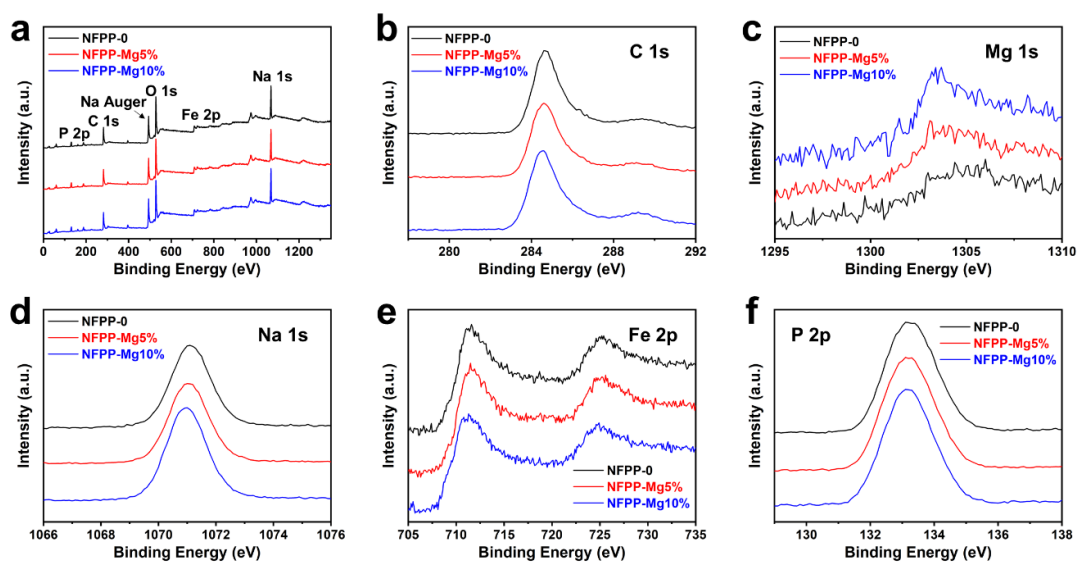 a
NFPP-0
NFPP-Mg5%
NFPP-Mg10%
Na 1s
O 1s
Na Auger
C 1s
P 2p
Fe 2p
Intensity (a.u.)
0 200 400 600 800 1000 1200
Binding Energy (eV)
b
NFPP-0
NFPP-Mg5%
NFPP-Mg10%
C 1s
Intensity (a.u.)
280 284 288 292
Binding Energy (eV)
c
NFPP-0
NFPP-Mg5%
NFPP-Mg10%
Mg 1s
Intensity (a.u.)
1295 1300 1305 1310
Binding Energy (eV)
d
NFPP-0
NFPP-Mg5%
NFPP-Mg10%
Na 1s
Intensity (a.u.)
1066 1068 1070 1072 1074 1076
Binding Energy (eV)
e
Fe 2p
NFPP-0
NFPP-Mg5%
NFPP-Mg10%
Intensity (a.u.)
705 710 715 720 725 730 735
Binding Energy (eV)
f
P 2p
NFPP-0
NFPP-Mg5%
NFPP-Mg10%
Intensity (a.u.)
130 132 134 136 138
Binding Energy (eV)